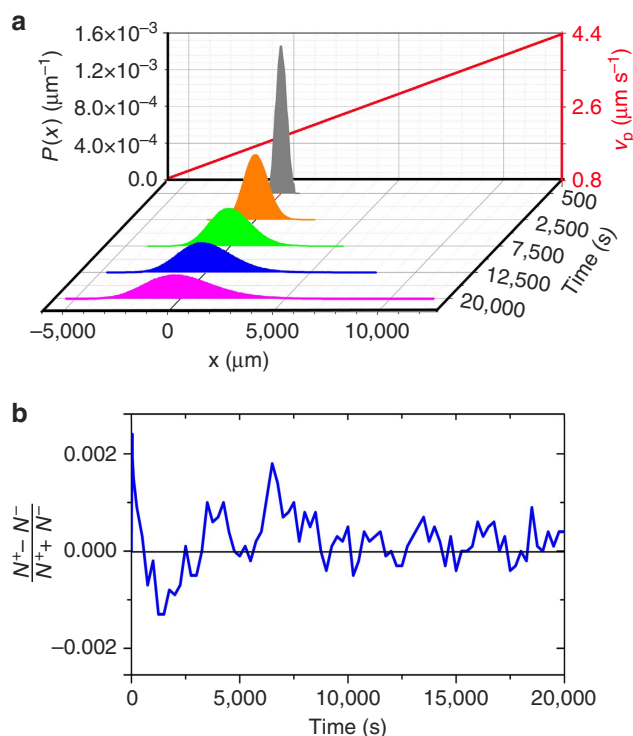 a
P(x) (μm⁻¹)
1.6×10⁻³
1.2×10⁻³
8.0×10⁻⁴
4.0×10⁻⁴
0.0
4.4
2.6
0.8
vₚ (μm s⁻¹)
500
2,500
7,500
12,500
20,000
Time (s)
−5,000 0 5,000 10,000
x (μm)
b
N⁺− N⁻
N⁺+ N⁻
0.002
0.000
−0.002
0 5,000 10,000 15,000 20,000
Time (s)